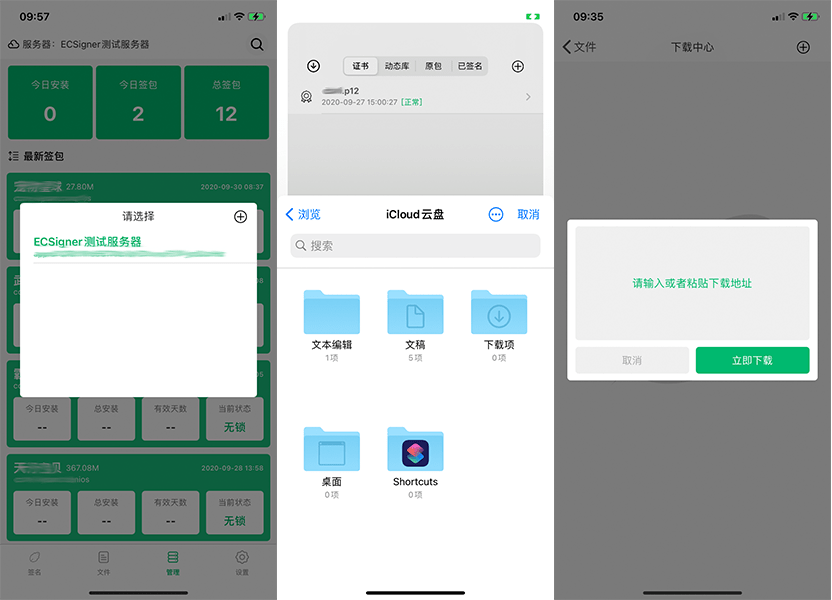 09:57
服务器：ECSigner测试服务器
今日安装
今日签包
总签包
0
2
12
最新签包
27.80M
2020-09-30 08:37
请选择
ECSigner测试服务器
今日安装
总安装
有效天数
当前状态
--
--
--
无锁
367.08M
2020-09-28 13:58
ios
今日安装
总安装
有效天数
当前状态
--
--
--
无锁
签名
文件
管理
设置
证书
动态库
原包
已签名
.p12
2020-09-27 15:00:27 [正常]
浏览
iCloud云盘
取消
搜索
文本编辑
1项
文稿
5项
下载项
0项
桌面
0项
Shortcuts
0项
09:35
文件
下载中心
请输入或者粘贴下载地址
取消
立即下载